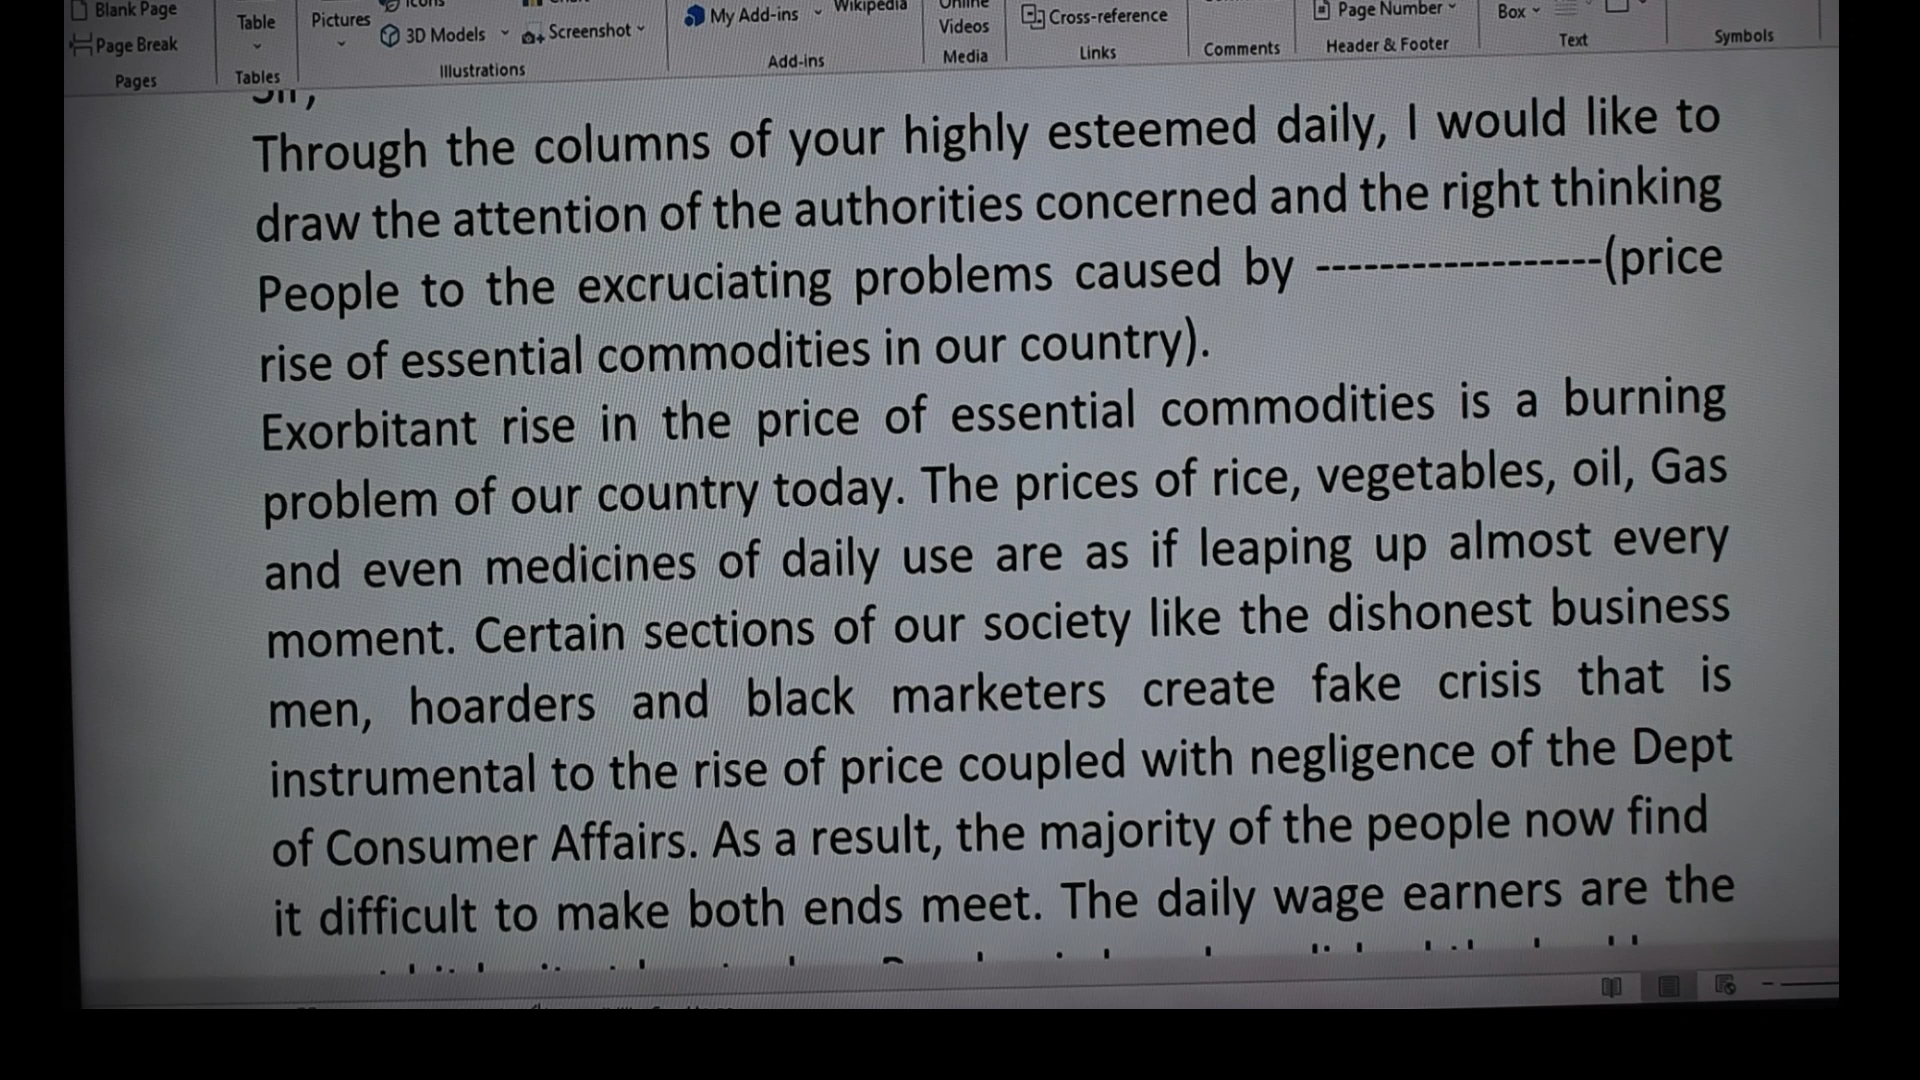 Blank Page
Page Break
Pages
Table
Tables
Pictures
Icons
3D Models
Screenshot
Illustrations
My Add-ins
Wikipedia
Add-ins
Online
Videos
Media
Cross-reference
Links
Comments
Page Number
Header & Footer
Box
Text
Symbols
Sir,
Through the columns of your highly esteemed daily, I would like to
draw the attention of the authorities concerned and the right thinking
People to the excruciating problems caused by ------------------(price
rise of essential commodities in our country).
Exorbitant rise in the price of essential commodities is a burning
problem of our country today. The prices of rice, vegetables, oil, Gas
and even medicines of daily use are as if leaping up almost every
moment. Certain sections of our society like the dishonest business
men, hoarders and black marketers create fake crisis that is
instrumental to the rise of price coupled with negligence of the Dept
of Consumer Affairs. As a result, the majority of the people now find
it difficult to make both ends meet. The daily wage earners are the